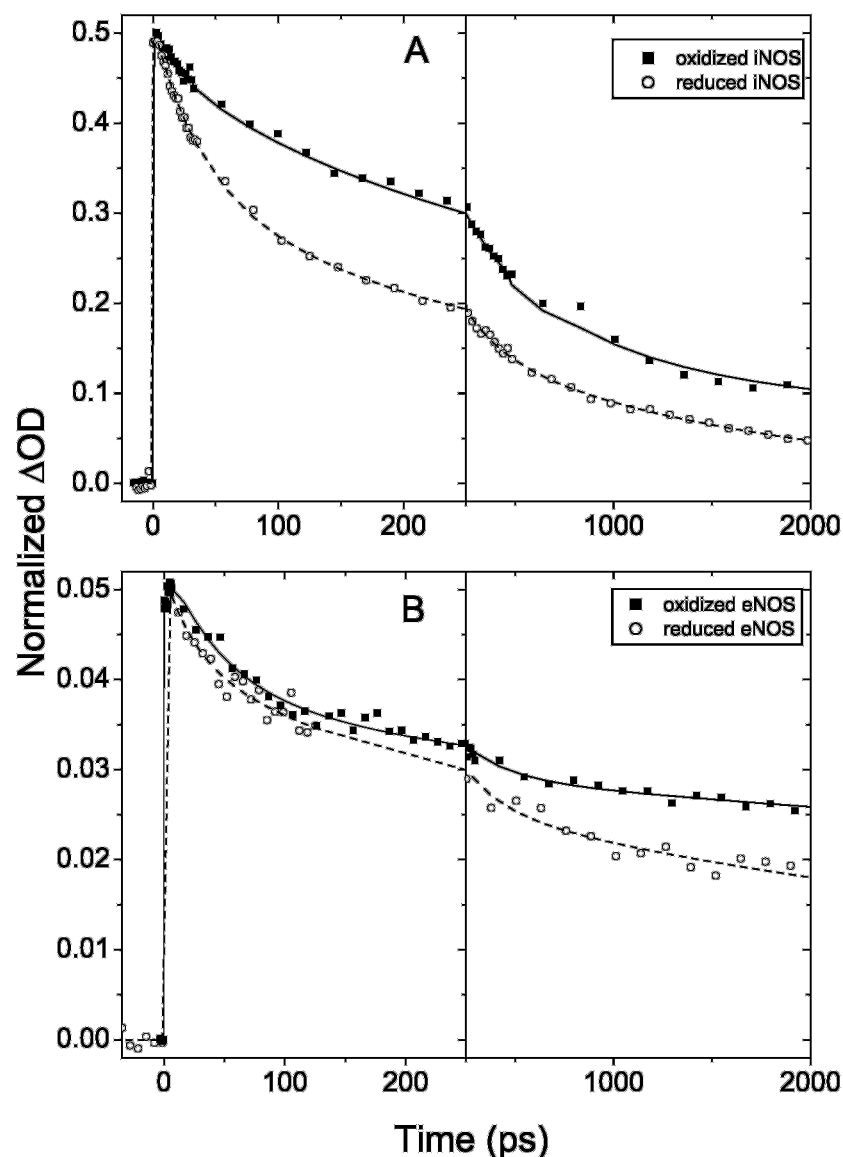 A
oxidized iNOS
reduced iNOS
0.5
0.4
0.3
0.2
0.1
0.0
0 100 200 1000 2000
Normalized ΔOD
B
oxidized eNOS
reduced eNOS
0.05
0.04
0.03
0.02
0.01
0.00
0 100 200 1000 2000
Time (ps)